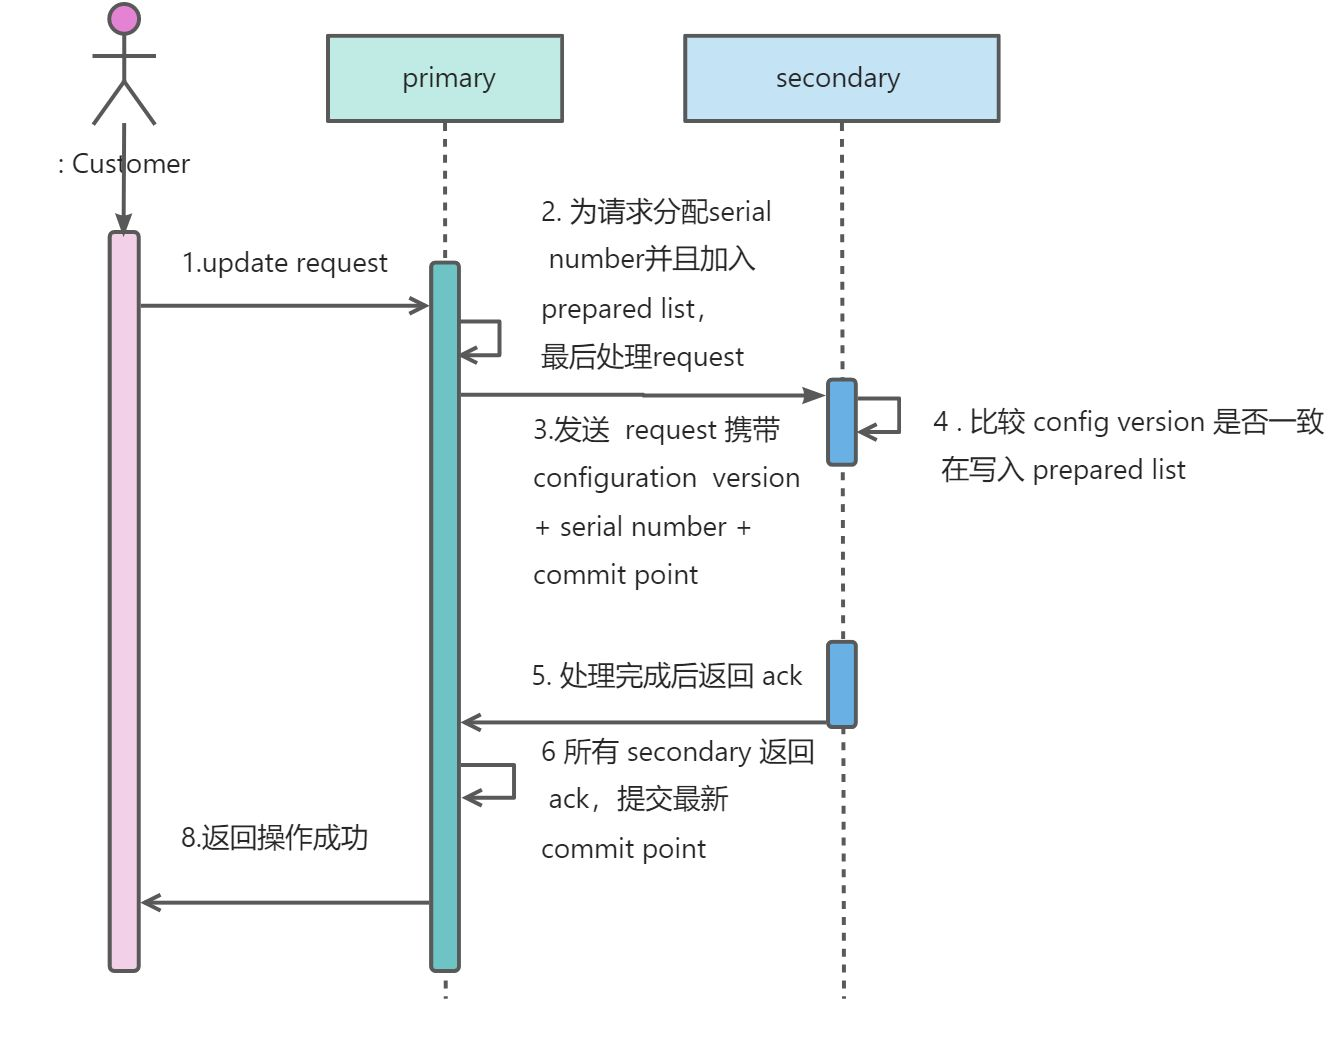 primary
secondary
: Customer
1.update request
2. 为请求分配serial
number并且加入
prepared list，
最后处理request
3.发送 request 携带
configuration version
+ serial number +
commit point
4 . 比较 config version 是否一致
在写入 prepared list
5. 处理完成后返回 ack
6 所有 secondary 返回
ack，提交最新
commit point
8.返回操作成功